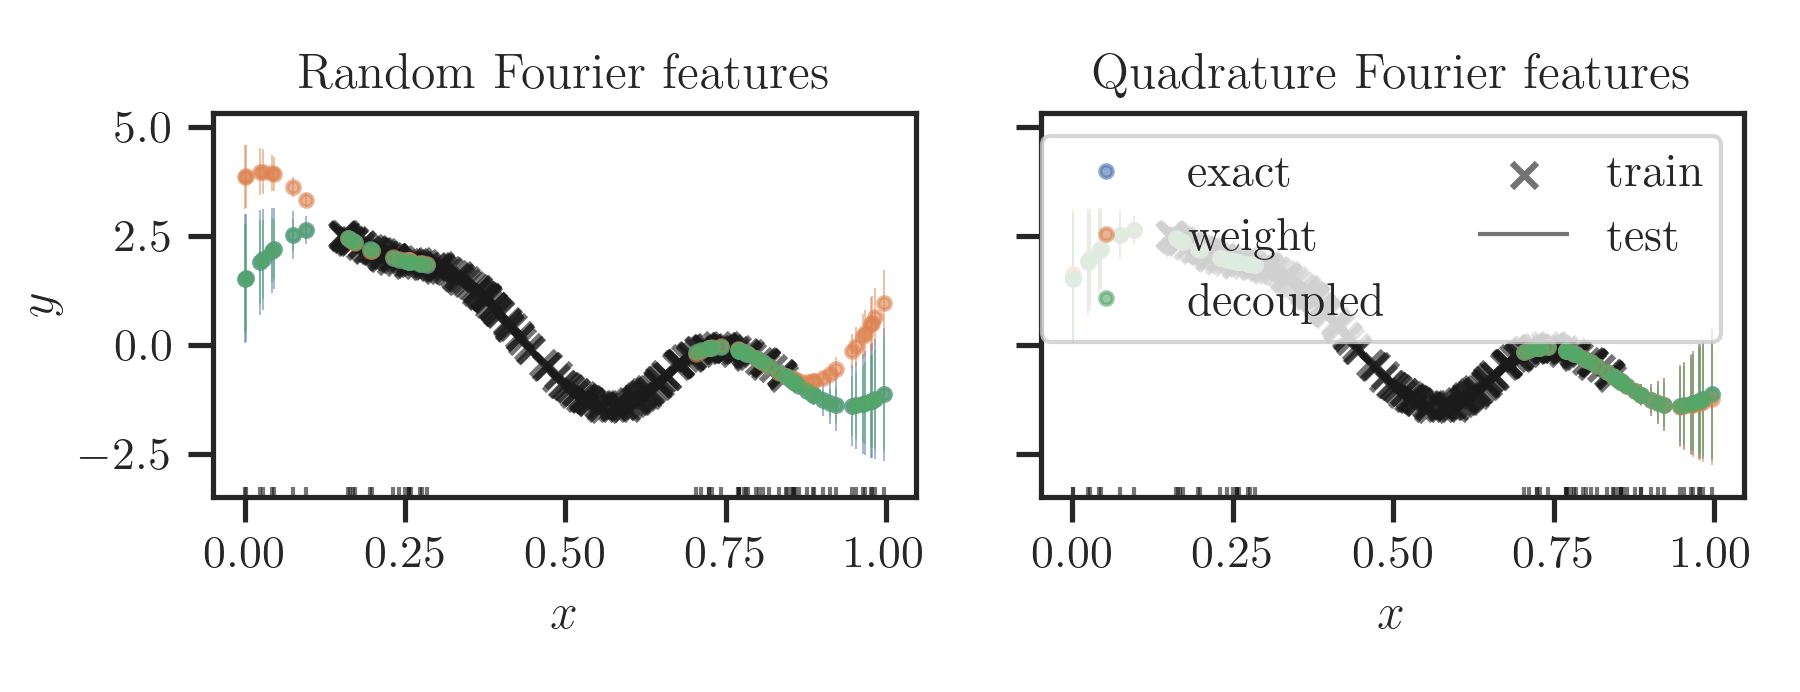 Random Fourier features
Quadrature Fourier features
5.0
2.5
0.0
−2.5
y
exact
weight
decoupled
train
test
0.00 0.25 0.50 0.75 1.00
0.00 0.25 0.50 0.75 1.00
x
x